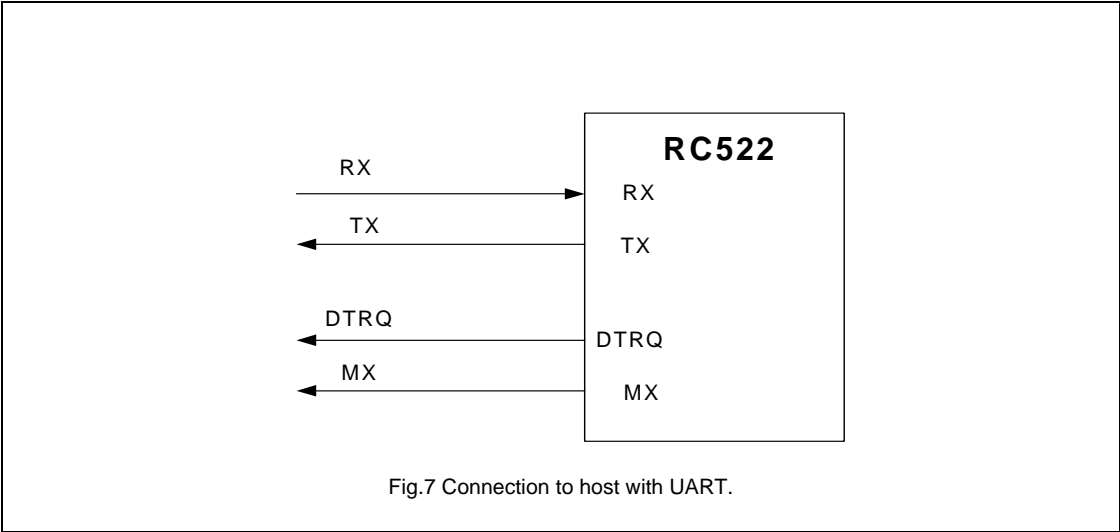 RC522
RX
RX
TX
TX
DTRQ
DTRQ
MX
MX
Fig.7 Connection to host with UART.